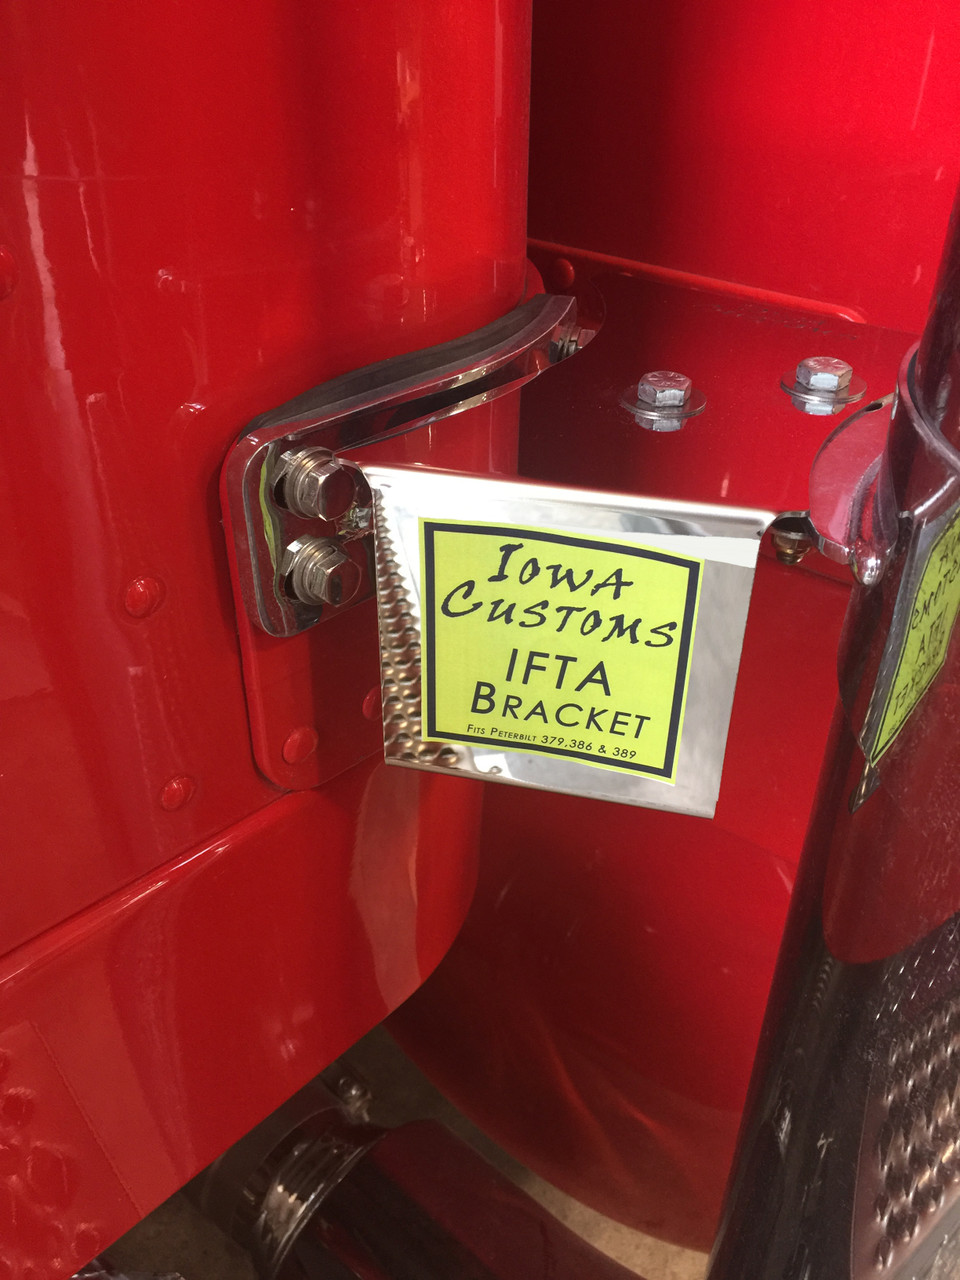 Iowa
Customs
IFTA
Bracket
Fits Peterbilt 379,386 & 389